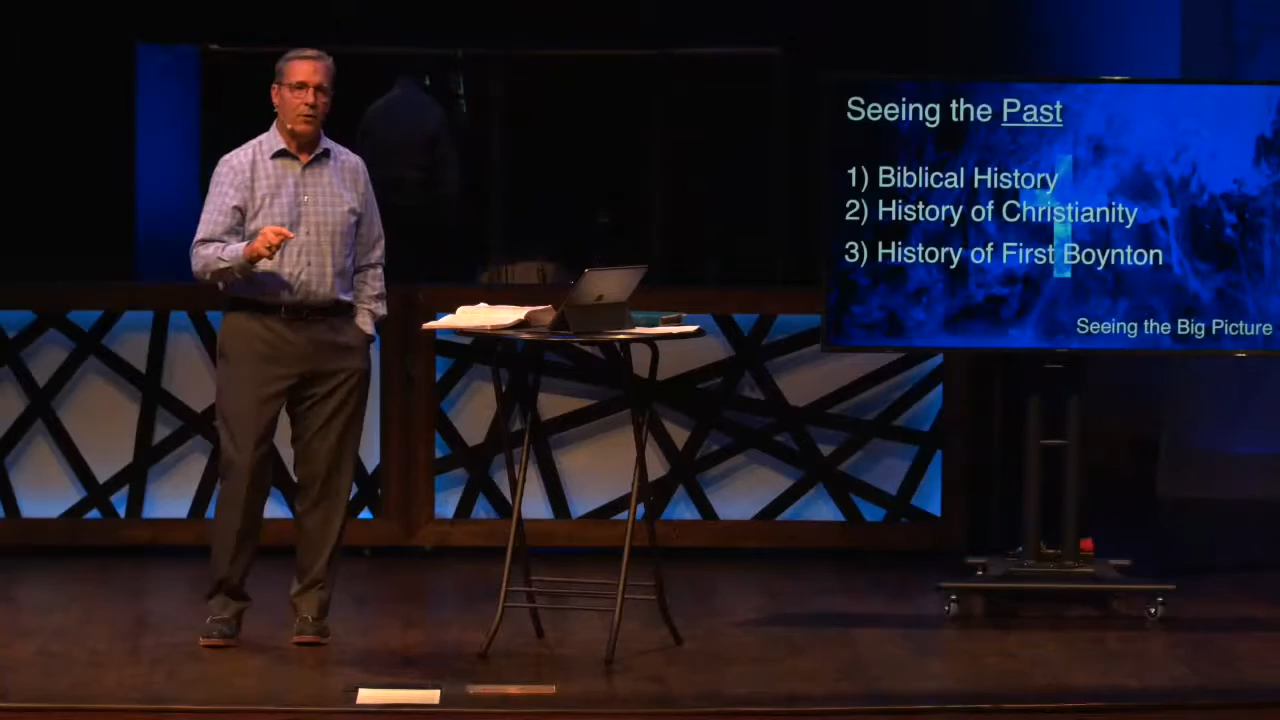 Seeing the Past
1) Biblical History
2) History of Christianity
3) History of First Boynton
Seeing the Big Picture